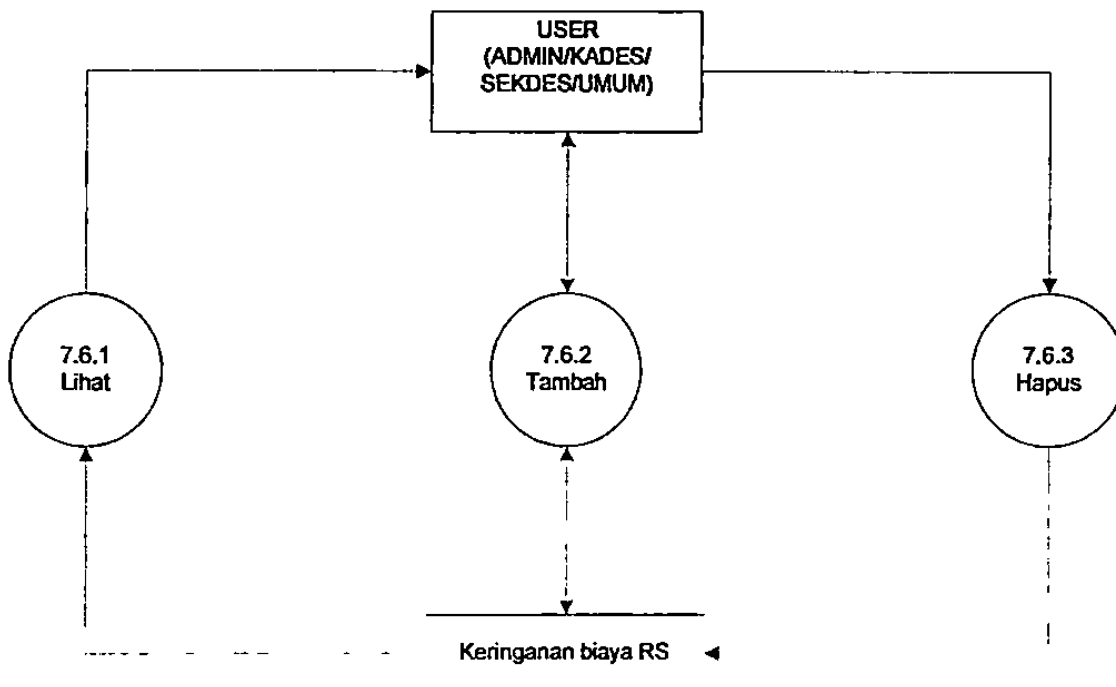 USER
(ADMIN/KADES/
SEKDES/UMUM)
7.6.1
Lihat
7.6.2
Tambah
7.6.3
Hapus
Keringanan biaya RS